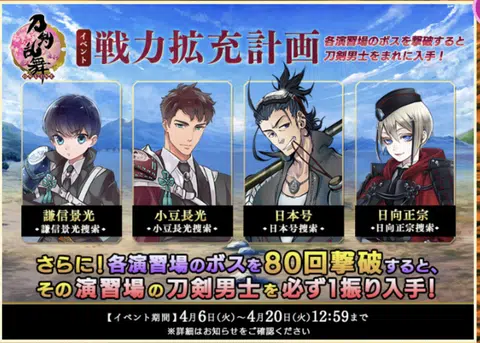 刀剣乱舞
イベント
戦力拡充計画
各演習場のボスを撃破すると
刀剣男士をまれに入手!
謙信景光
•謙信景光捜索•
小豆長光
•小豆長光捜索•
日本号
•日本号捜索•
日向正宗
•日向正宗捜索•
さらに!各演習場のボスを80回撃破すると、
その演習場の刀剣男士を必ず1振り入手!
【イベント期間】4月6日(火)~4月20日(火)12:59まで
※詳細はお知らせをご確認ください